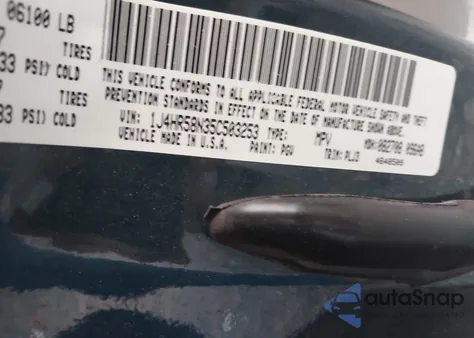 06100 LB
TIRES
33 PSI) COLD
TIRES
33 PSI) COLD
THIS VEHICLE CONFORMS TO ALL APPLICABLE FEDERAL MOTOR VEHICLE SAFETY AND THEFT
PREVENTION STANDARDS IN EFFECT ON THE DATE OF MANUFACTURE SHOWN ABOVE.
VIN: 1J4HR58N35C503253 TYPE: MPV
MADE IN U.S.A. PAINT: PGV TRIM: PLJ3
4648505
autoSnap